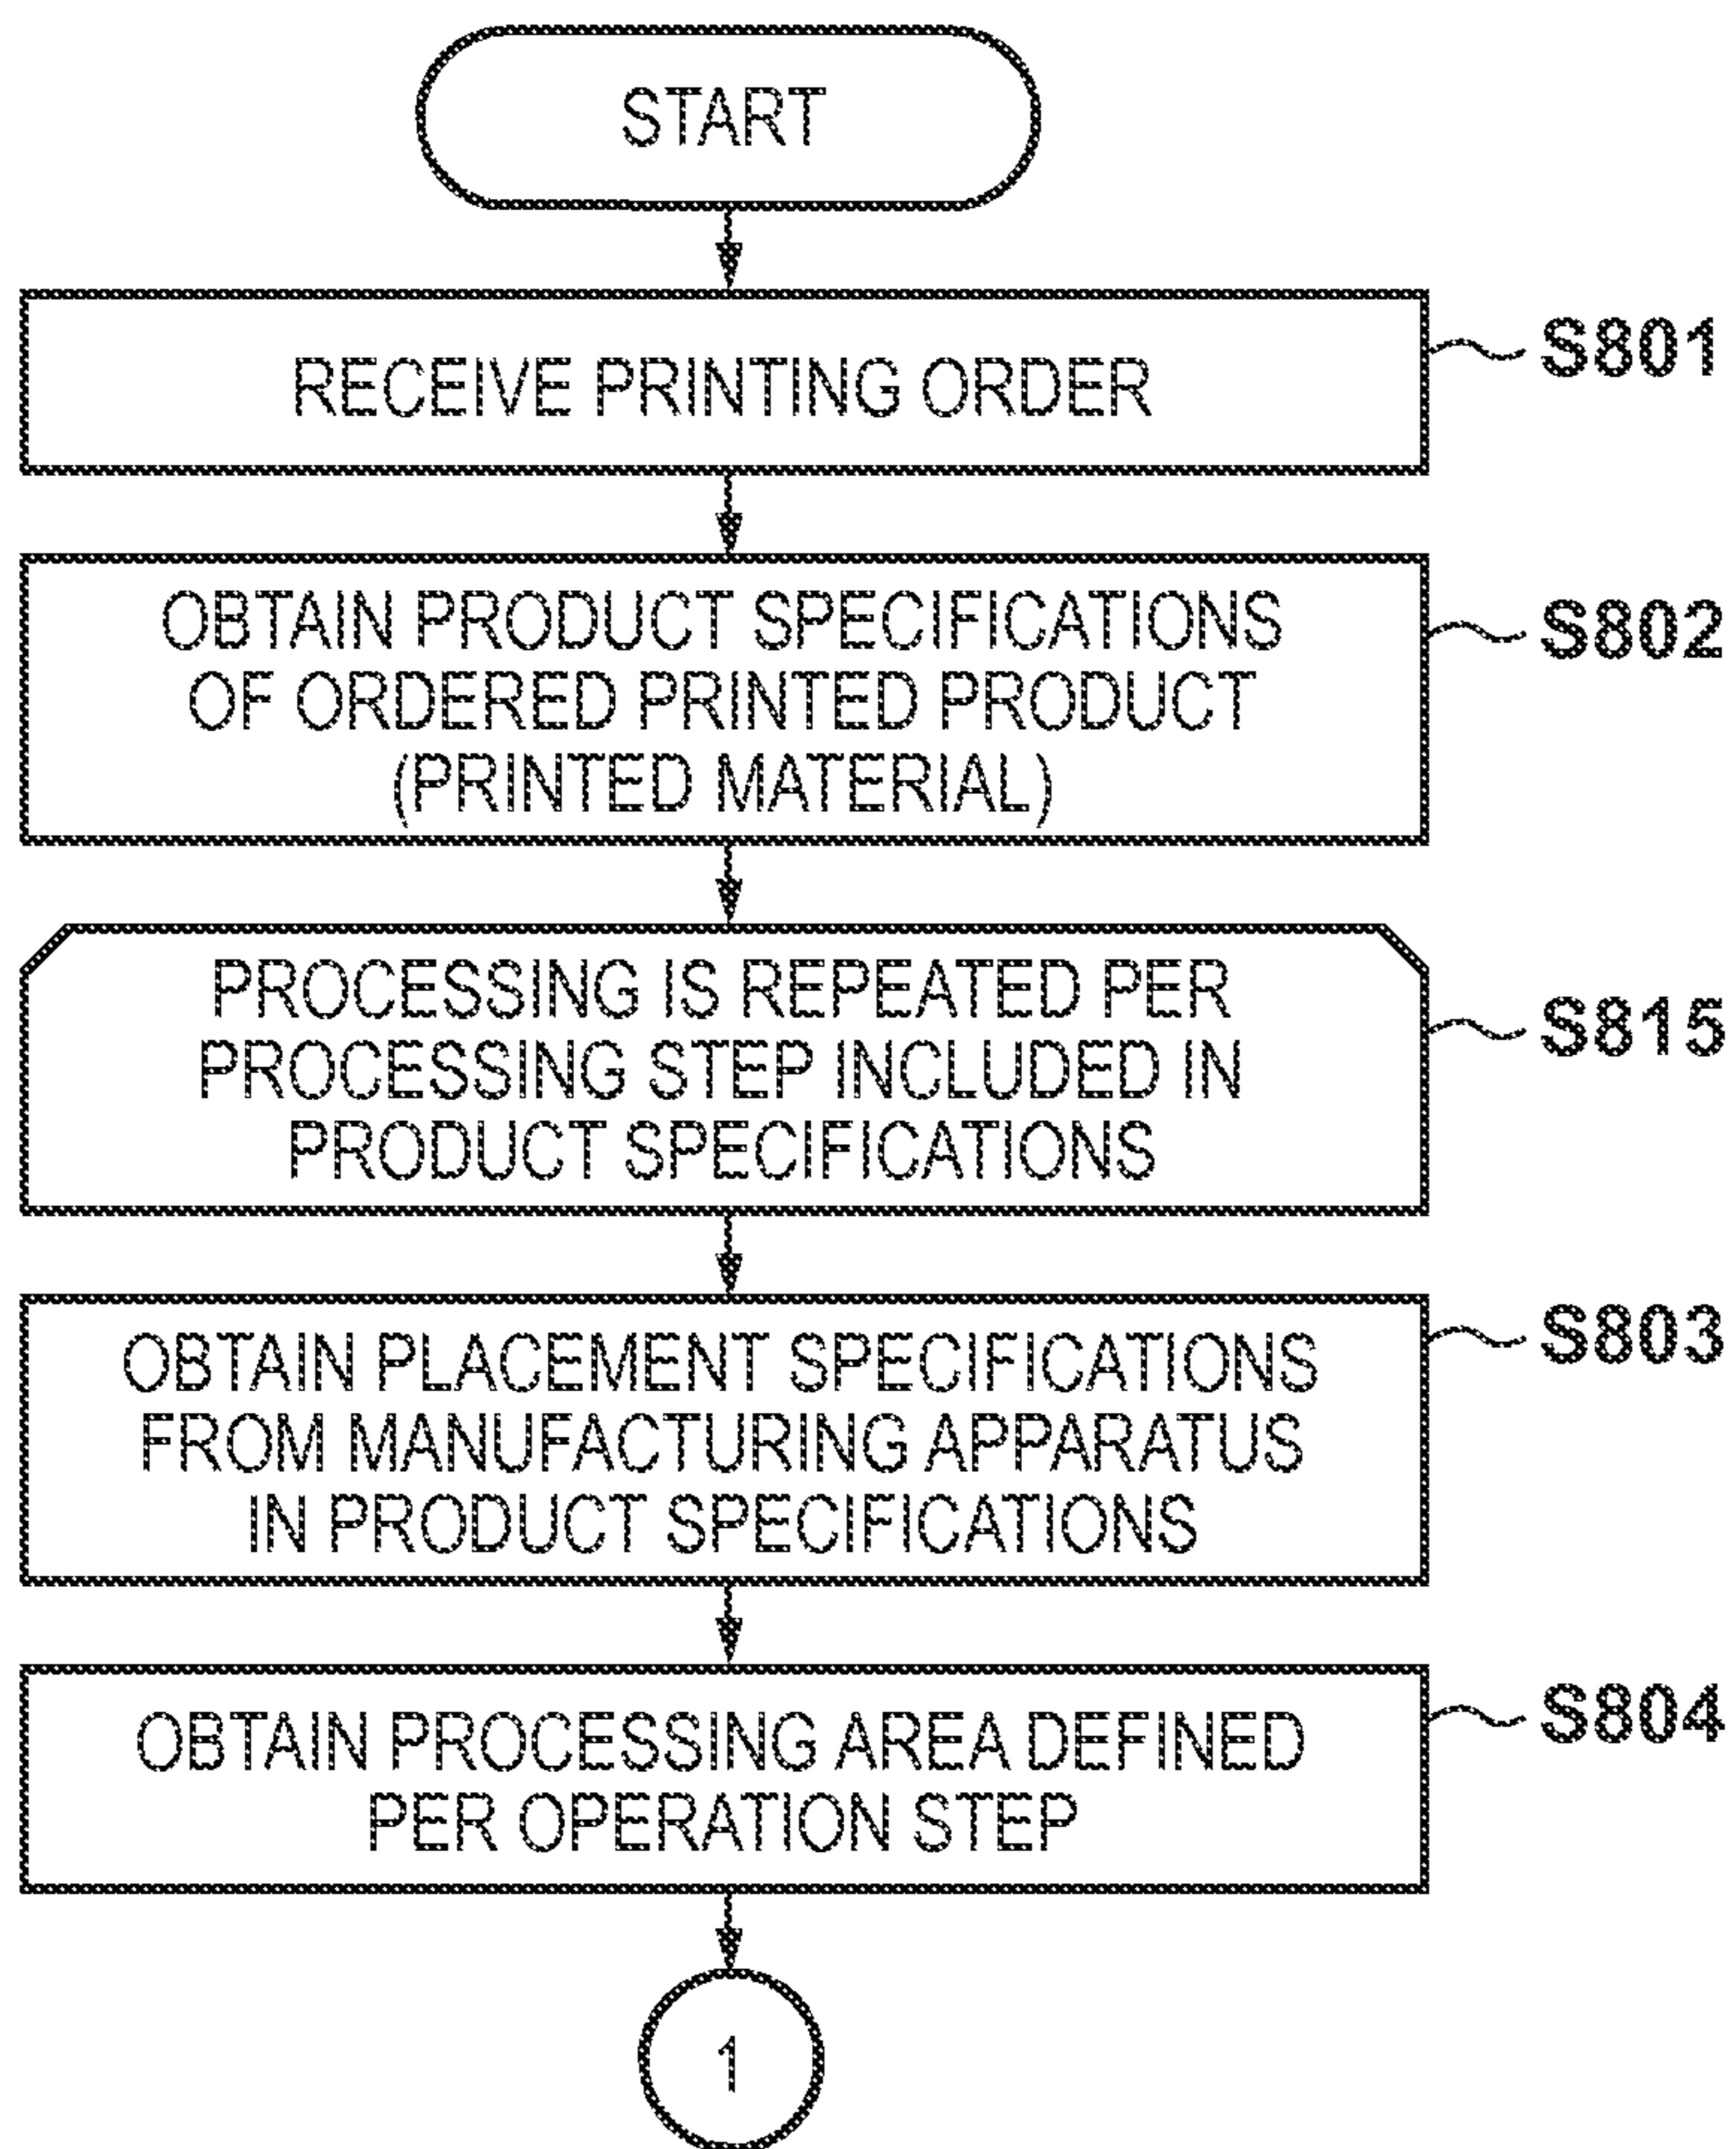 START
RECEIVE PRINTING ORDER
S801
OBTAIN PRODUCT SPECIFICATIONS
OF ORDERED PRINTED PRODUCT
(PRINTED MATERIAL)
S802
PROCESSING IS REPEATED PER
PROCESSING STEP INCLUDED IN
PRODUCT SPECIFICATIONS
S815
OBTAIN PLACEMENT SPECIFICATIONS
FROM MANUFACTURING APPARATUS
IN PRODUCT SPECIFICATIONS
S803
OBTAIN PROCESSING AREA DEFINED
PER OPERATION STEP
S804
1